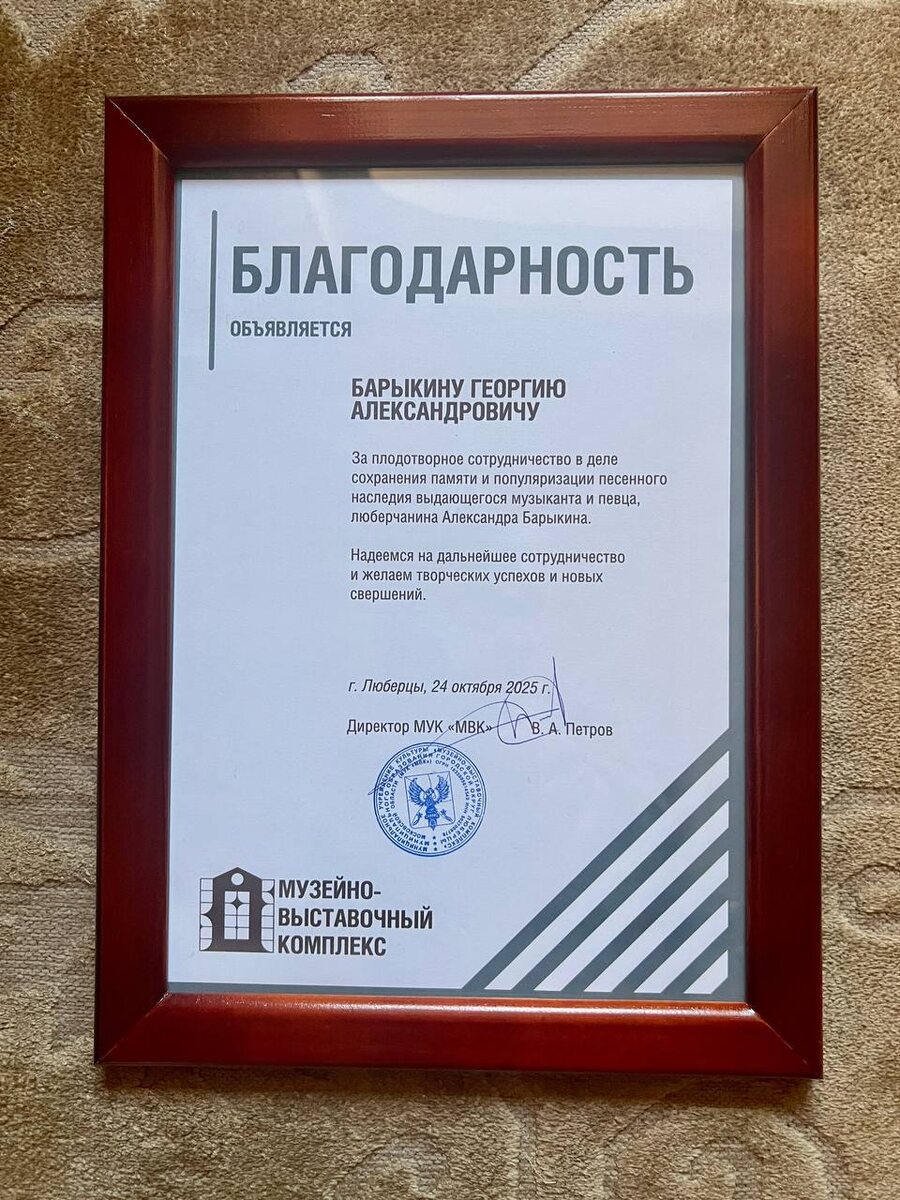 БЛАГОДАРНОСТЬ
ОБЪЯВЛЯЕТСЯ
БАРЫКИНУ ГЕОРГИЮ
АЛЕКСАНДРОВИЧУ
За плодотворное сотрудничество в деле
сохранения памяти и популяризации песенного
наследия выдающегося музыканта и певца,
люберчанина Александра Барыкина.
Надеемся на дальнейшее сотрудничество
и желаем творческих успехов и новых
свершений.
г. Люберцы, 24 октября 2025 г.
Директор МУК «МВК» В. А. Петров
МУЗЕЙНО-
ВЫСТАВОЧНЫЙ
КОМПЛЕКС